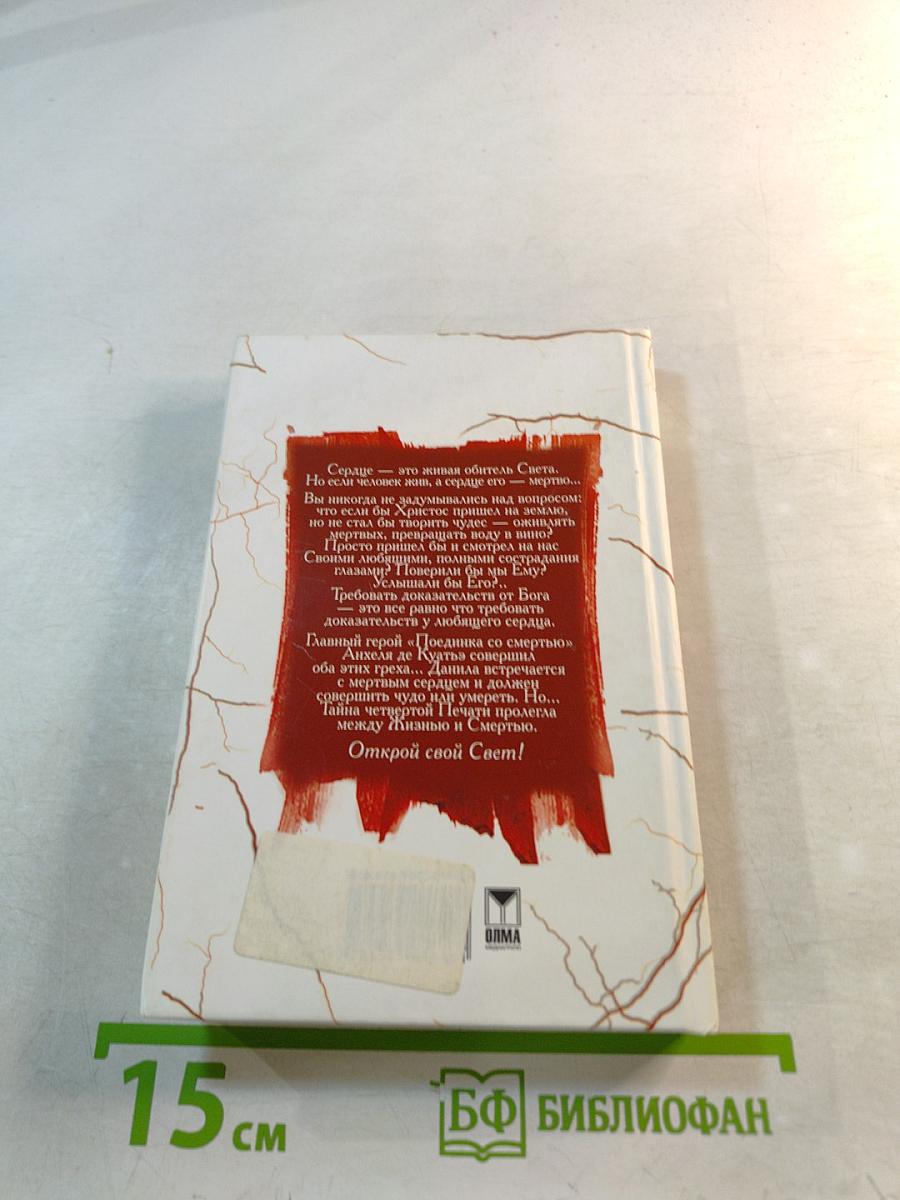 Сердце — это живая обитель Света.
Но если человек жив, а сердце его — мертво...
Вы никогда не задумывались над вопросом:
что если бы Христос пришел на землю,
но не стал бы творить чудес — оживлять
мертвых, превращать воду в вино?
Просто пришел бы и смотрел на нас
Своими любящими, полными сострадания
глазами? Поверили бы мы Ему?
Услышали бы Его?..
Требовать доказательств от Бога
— это все равно что требовать
доказательств у любящего сердца.
Главный герой «Поединка со смертью»
Анхеля де Куатьэ совершил
оба этих греха... Данила встречается
с мертвым сердцем и должен
совершить чудо или умереть. Но...
Тайна четвертой Печати пролегла
между Жизнью и Смертью.
Открой свой Свет!
ОЛМА
15 см
БФ БИБЛИОФАН